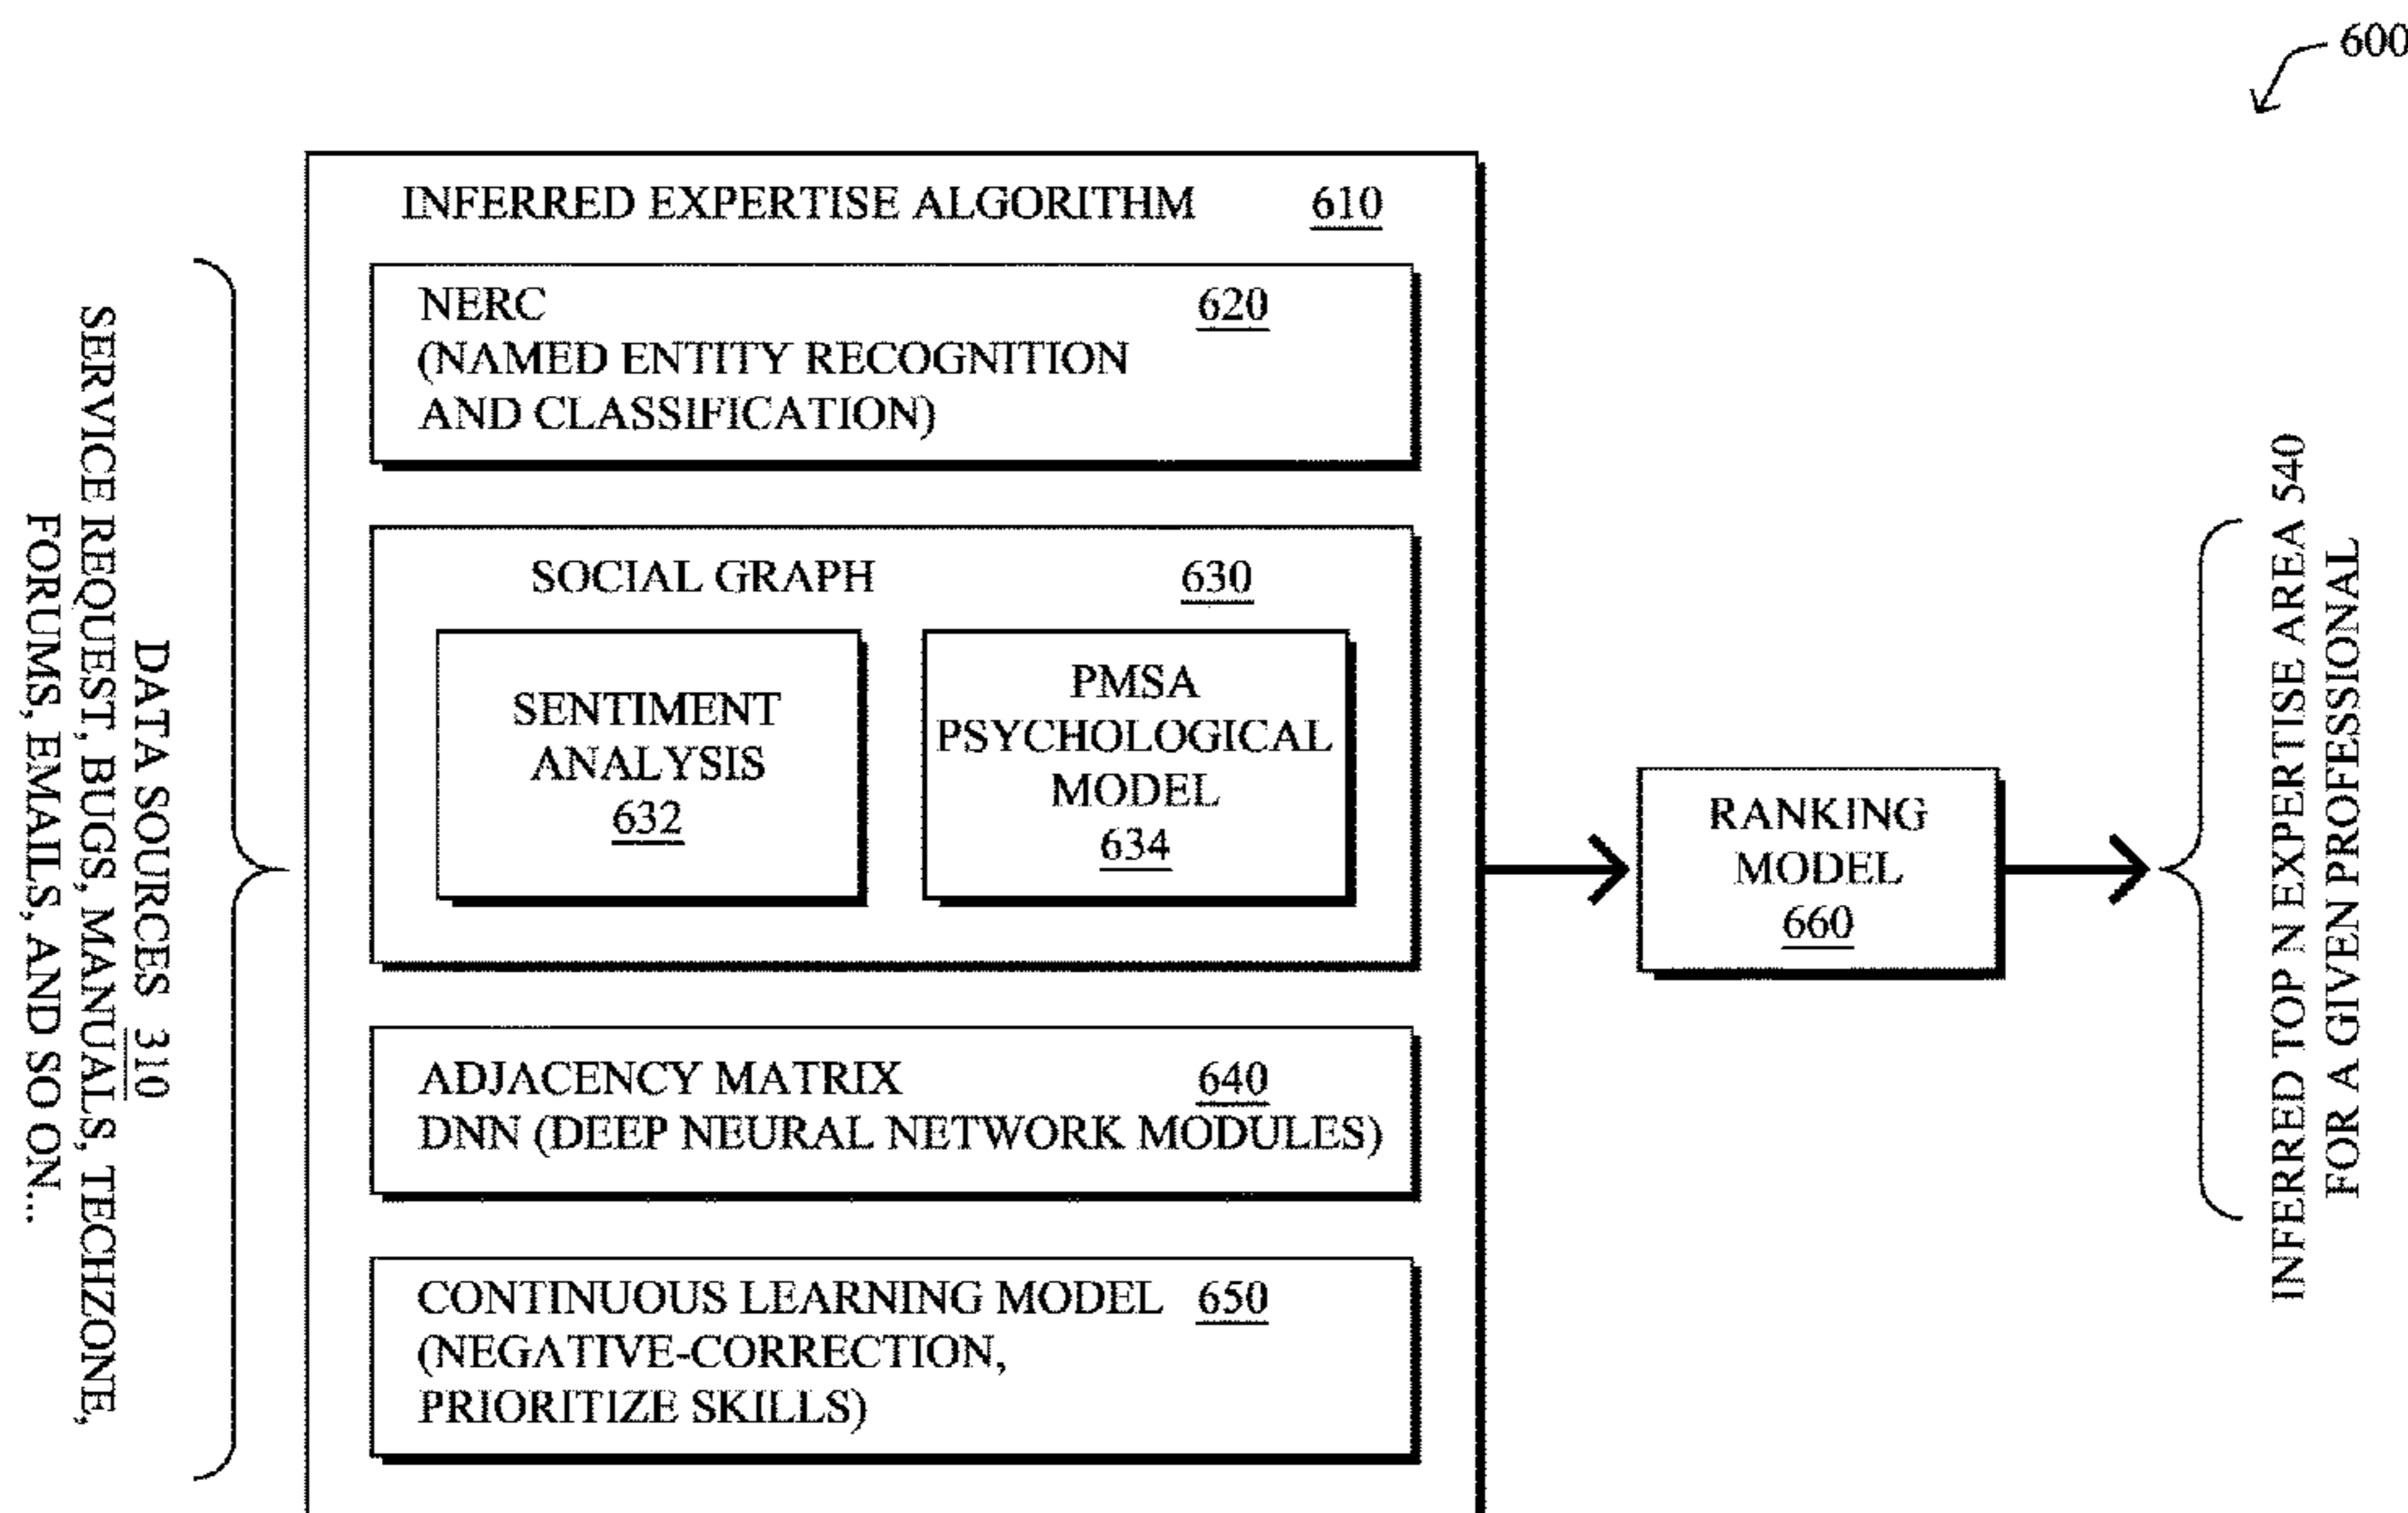 600
DATA SOURCES 310
SERVICE REQUEST, BUGS, MANUALS, TECHZONE,
FORUMS, EMAILS, AND SO ON...
INFERRED EXPERTISE ALGORITHM 610
NERC 620
(NAMED ENTITY RECOGNITION
AND CLASSIFICATION)
SOCIAL GRAPH 630
SENTIMENT
ANALYSIS
632
PMSA
PSYCHOLOGICAL
MODEL
634
ADJACENCY MATRIX 640
DNN (DEEP NEURAL NETWORK MODULES)
CONTINUOUS LEARNING MODEL 650
(NEGATIVE-CORRECTION,
PRIORITIZE SKILLS)
RANKING
MODEL
660
INFERRED TOP N EXPERTISE AREA 540
FOR A GIVEN PROFESSIONAL